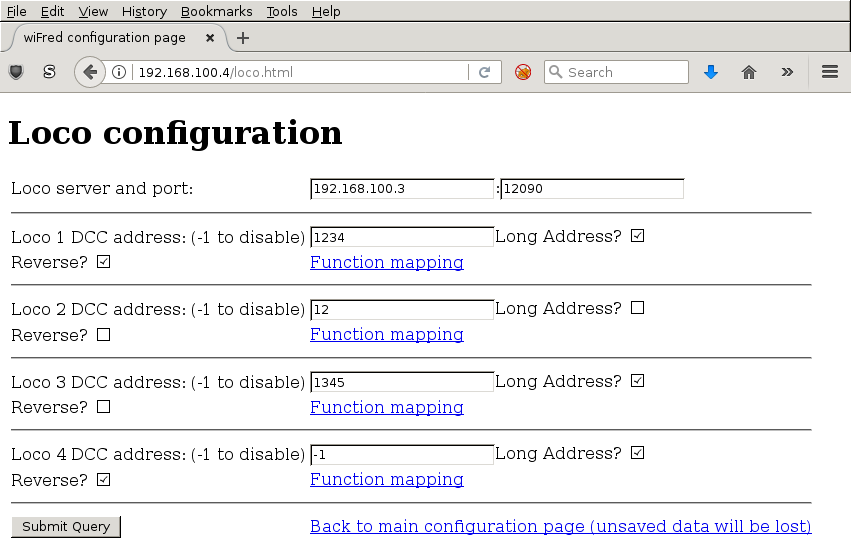 File Edit View History Bookmarks Tools Help
wiFred configuration page × +
S i 192.168.100.4/loco.html Search »
Loco configuration
Loco server and port: 192.168.100.3 : 12090
Loco 1 DCC address: (-1 to disable) 1234 Long Address?
Reverse? Function mapping
Loco 2 DCC address: (-1 to disable) 12 Long Address?
Reverse? Function mapping
Loco 3 DCC address: (-1 to disable) 1345 Long Address?
Reverse? Function mapping
Loco 4 DCC address: (-1 to disable) -1 Long Address?
Reverse? Function mapping
Submit Query Back to main configuration page (unsaved data will be lost)